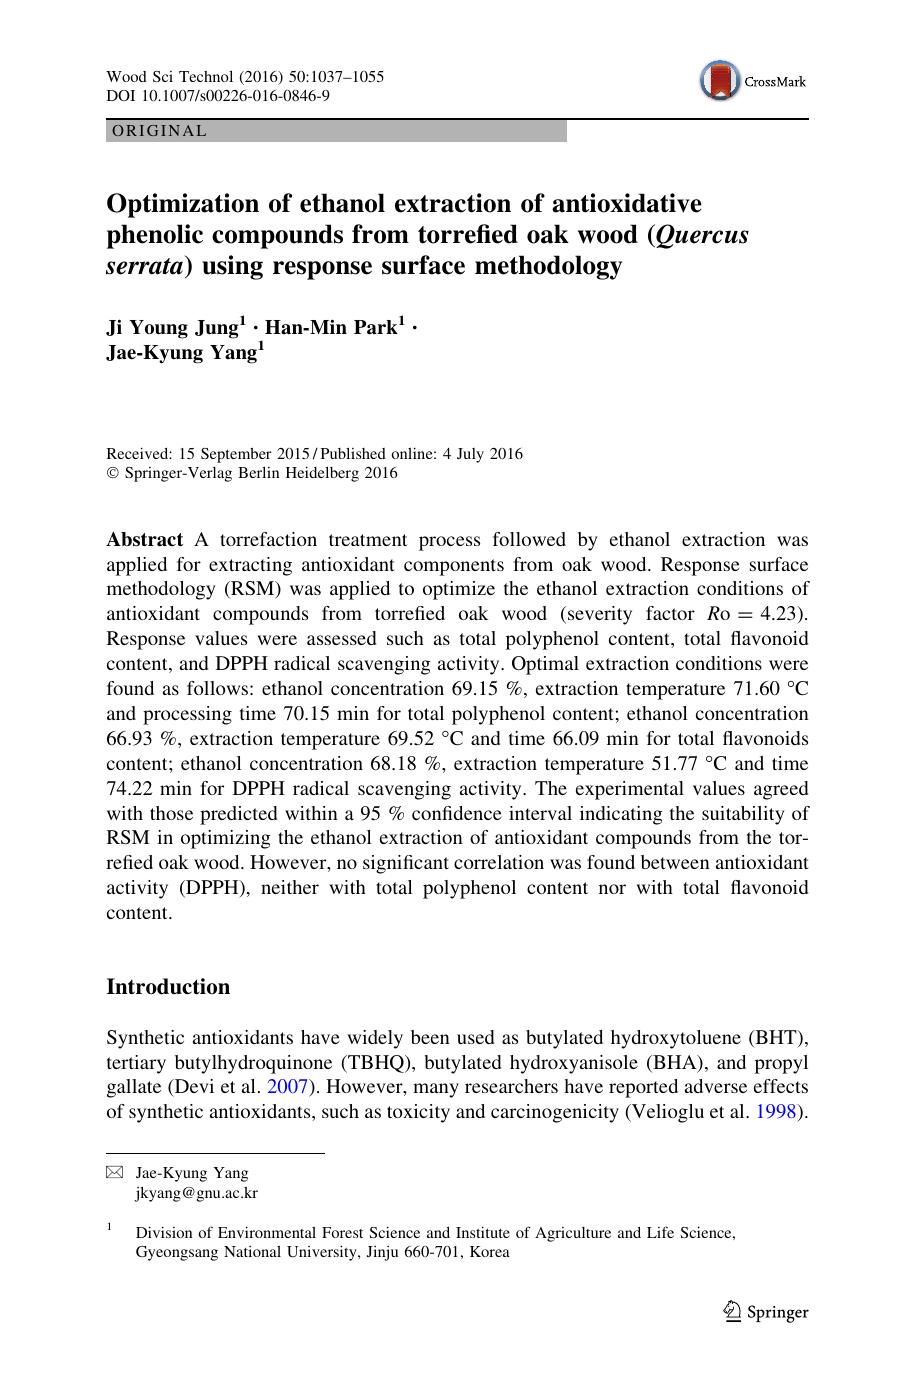 Wood Sci Technol (2016) 50:1037–1055
DOI 10.1007/s00226-016-0846-9
CrossMark
ORIGINAL
Optimization of ethanol extraction of antioxidative
phenolic compounds from torrefied oak wood (Quercus
serrata) using response surface methodology
Ji Young Jung1 · Han-Min Park1 ·
Jae-Kyung Yang1
Received: 15 September 2015 / Published online: 4 July 2016
© Springer-Verlag Berlin Heidelberg 2016
Abstract A torrefaction treatment process followed by ethanol extraction was
applied for extracting antioxidant components from oak wood. Response surface
methodology (RSM) was applied to optimize the ethanol extraction conditions of
antioxidant compounds from torrefied oak wood (severity factor Ro = 4.23).
Response values were assessed such as total polyphenol content, total flavonoid
content, and DPPH radical scavenging activity. Optimal extraction conditions were
found as follows: ethanol concentration 69.15 %, extraction temperature 71.60 °C
and processing time 70.15 min for total polyphenol content; ethanol concentration
66.93 %, extraction temperature 69.52 °C and time 66.09 min for total flavonoids
content; ethanol concentration 68.18 %, extraction temperature 51.77 °C and time
74.22 min for DPPH radical scavenging activity. The experimental values agreed
with those predicted within a 95 % confidence interval indicating the suitability of
RSM in optimizing the ethanol extraction of antioxidant compounds from the tor-
refied oak wood. However, no significant correlation was found between antioxidant
activity (DPPH), neither with total polyphenol content nor with total flavonoid
content.
Introduction
Synthetic antioxidants have widely been used as butylated hydroxytoluene (BHT),
tertiary butylhydroquinone (TBHQ), butylated hydroxyanisole (BHA), and propyl
gallate (Devi et al. 2007). However, many researchers have reported adverse effects
of synthetic antioxidants, such as toxicity and carcinogenicity (Velioglu et al. 1998).
Jae-Kyung Yang
jkyang@gnu.ac.kr
1 Division of Environmental Forest Science and Institute of Agriculture and Life Science,
Gyeongsang National University, Jinju 660-701, Korea
Springer